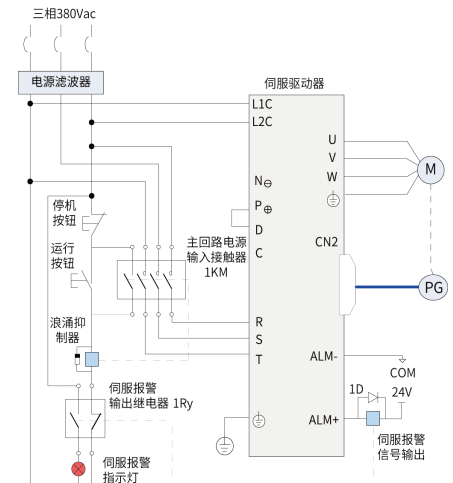 三相380Vac
电源滤波器
伺服驱动器
L1C
L2C
U
V
W
N⊖
P⊕
D
C
停机
按钮
运行
按钮
主回路电源
输入接触器
1KM
CN2
M
PG
浪涌抑
制器
R
S
T
ALM-
COM
1D
24V
ALM+
伺服报警
输出继电器 1Ry
伺服报警
信号输出
伺服报警
指示灯